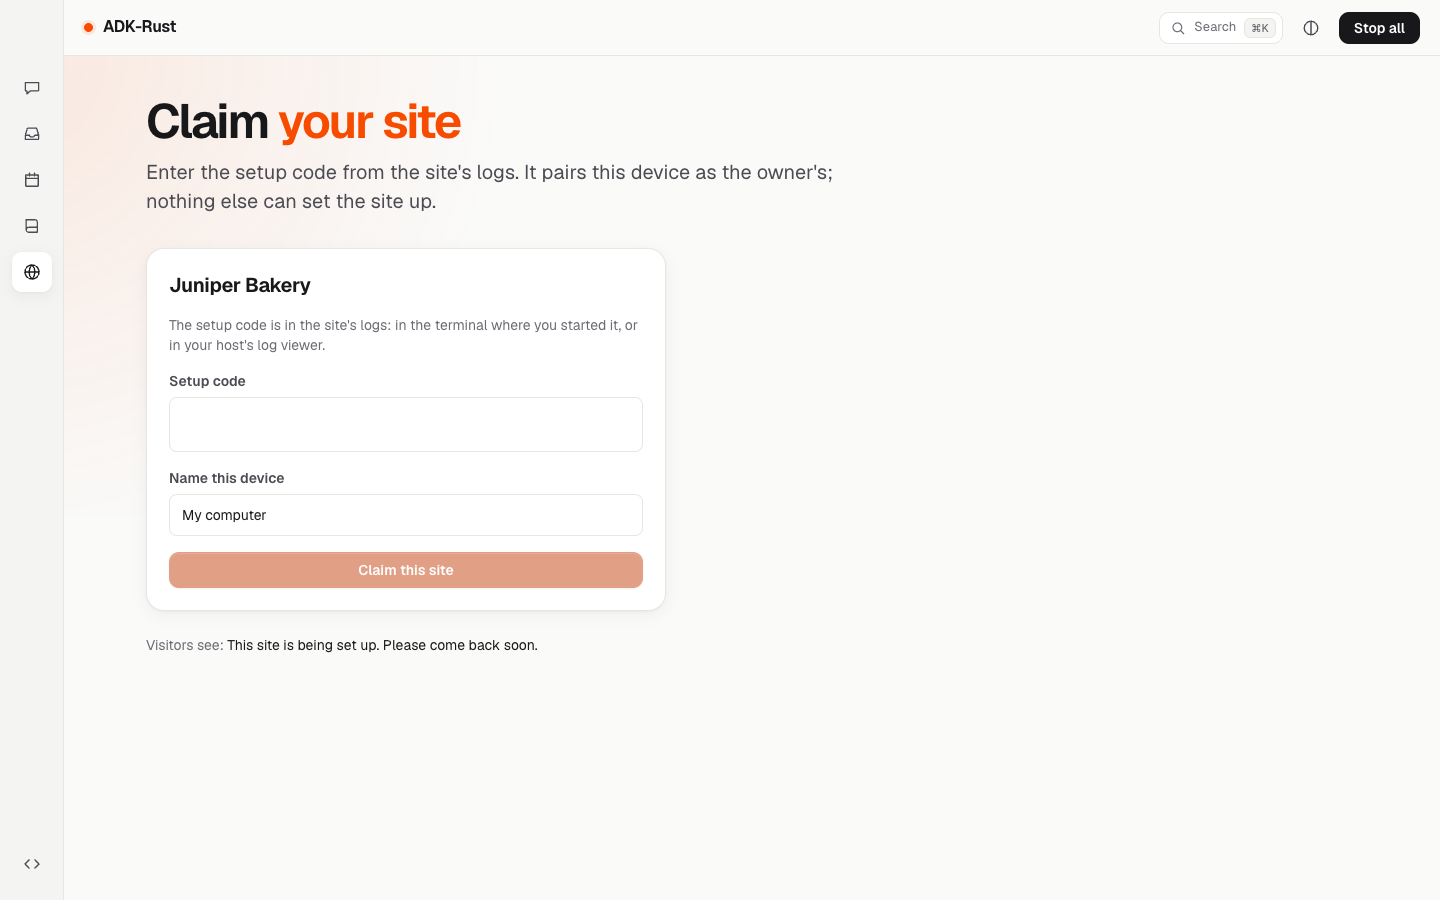 ADK-Rust
Search ⌘K
Stop all
Claim your site
Enter the setup code from the site's logs. It pairs this device as the owner's;
nothing else can set the site up.
Juniper Bakery
The setup code is in the site's logs: in the terminal where you started it, or
in your host's log viewer.
Setup code
Name this device
My computer
Claim this site
Visitors see: This site is being set up. Please come back soon.